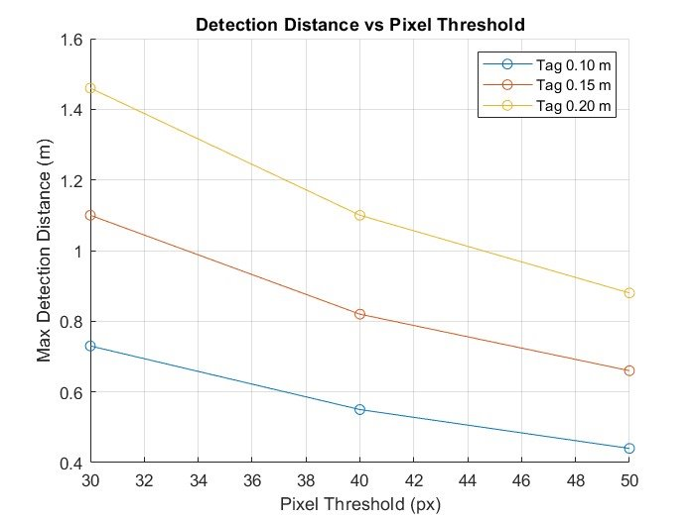 Detection Distance vs Pixel Threshold
Tag 0.10 m
Tag 0.15 m
Tag 0.20 m
Max Detection Distance (m)
1.6
1.4
1.2
1
0.8
0.6
0.4
30 32 34 36 38 40 42 44 46 48 50
Pixel Threshold (px)